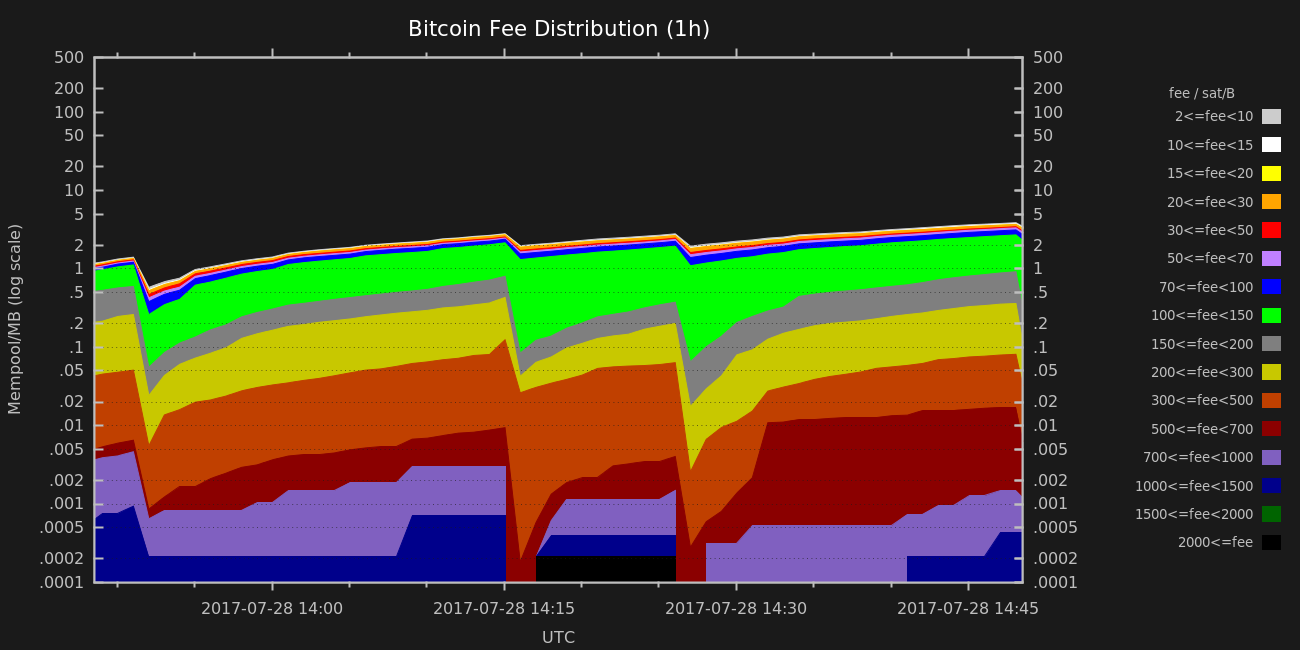 Bitcoin Fee Distribution (1h)
500
200
100
50
20
10
5
2
1
.5
.2
.1
.05
.02
.01
.005
.002
.001
.0005
.0002
.0001
Mempool/MB (log scale)
500
200
100
50
20
10
5
2
1
.5
.2
.1
.05
.02
.01
.005
.002
.001
.0005
.0002
.0001
2017-07-28 14:00
2017-07-28 14:15
2017-07-28 14:30
2017-07-28 14:45
UTC
fee / sat/B
2<=fee<10
10<=fee<15
15<=fee<20
20<=fee<30
30<=fee<50
50<=fee<70
70<=fee<100
100<=fee<150
150<=fee<200
200<=fee<300
300<=fee<500
500<=fee<700
700<=fee<1000
1000<=fee<1500
1500<=fee<2000
2000<=fee